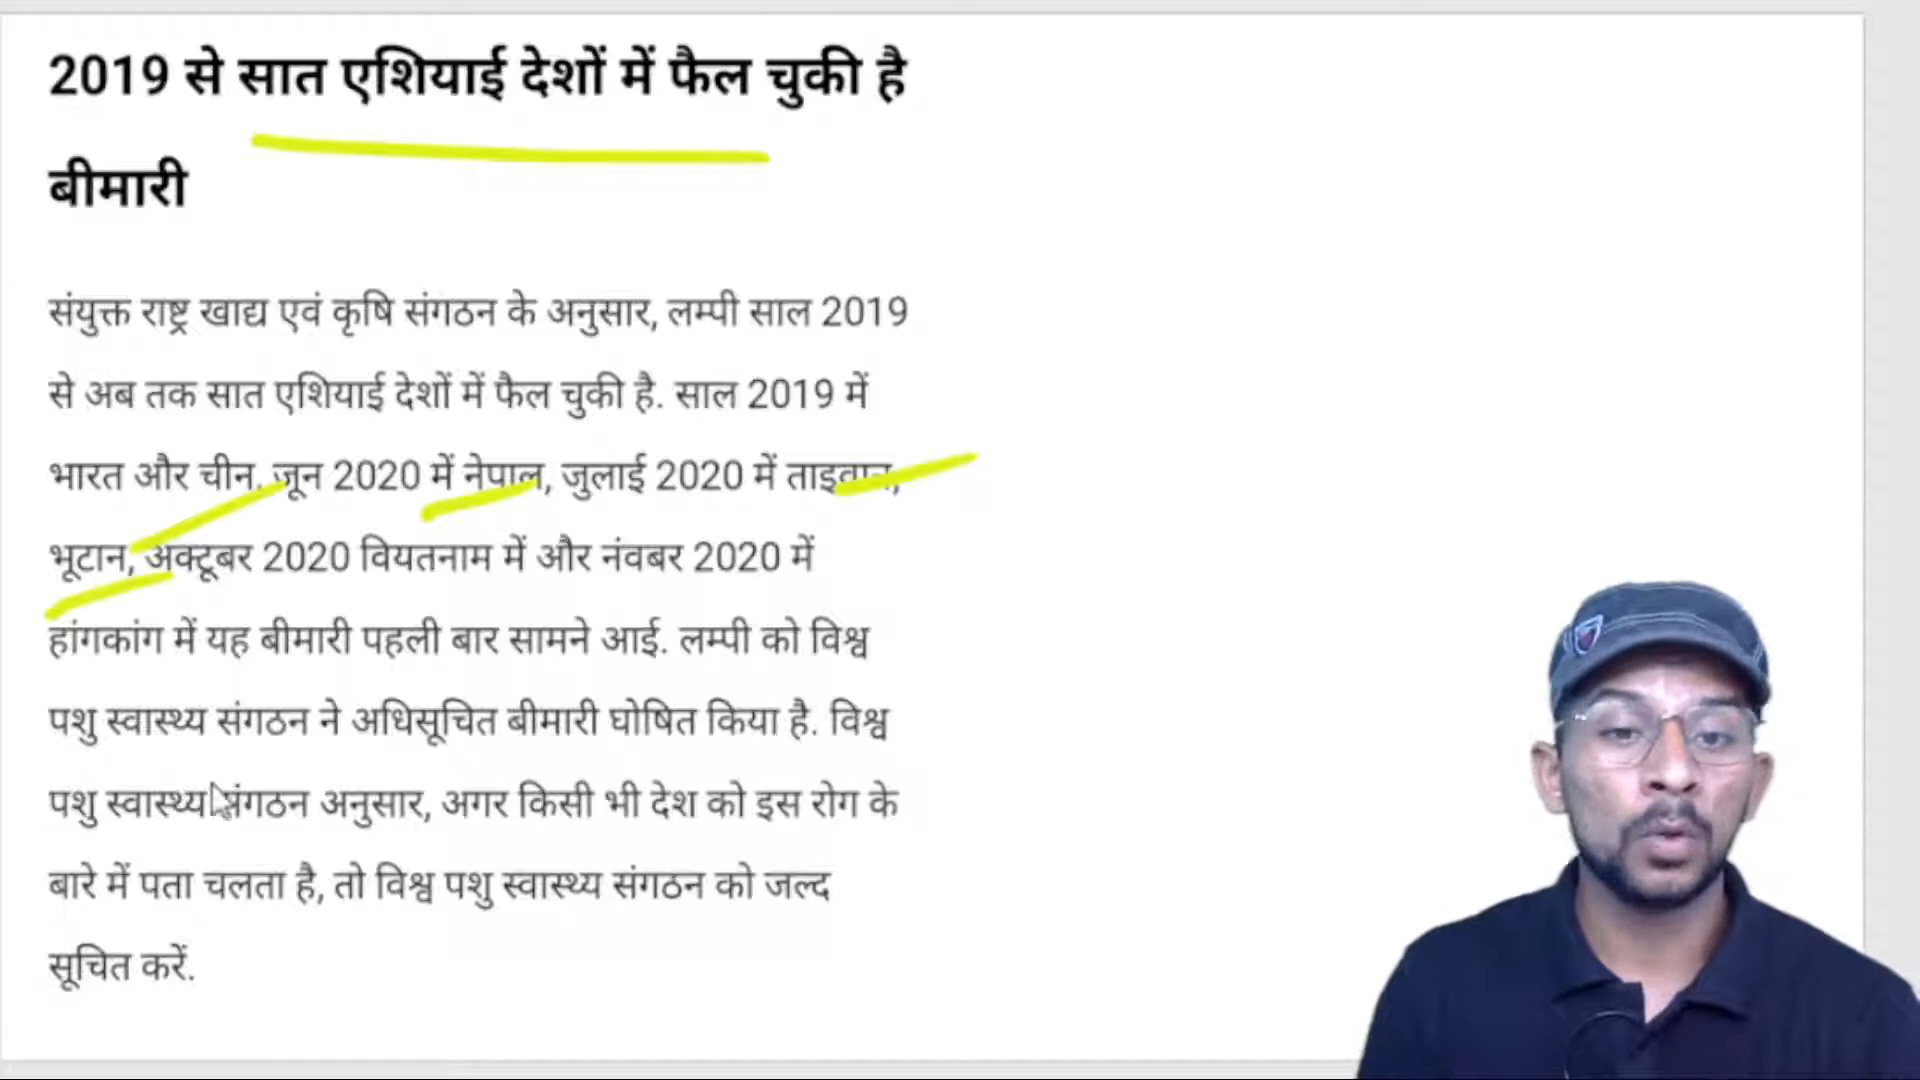 2019 से सात एशियाई देशों में फैल चुकी है
बीमारी
संयुक्त राष्ट्र खाद्य एवं कृषि संगठन के अनुसार, लम्पी साल 2019
से अब तक सात एशियाई देशों में फैल चुकी है. साल 2019 में
भारत और चीन, जून 2020 में नेपाल, जुलाई 2020 में ताइवान,
भूटान, अक्टूबर 2020 वियतनाम में और नंवबर 2020 में
हांगकांग में यह बीमारी पहली बार सामने आई. लम्पी को विश्व
पशु स्वास्थ्य संगठन ने अधिसूचित बीमारी घोषित किया है. विश्व
पशु स्वास्थ्य संगठन अनुसार, अगर किसी भी देश को इस रोग के
बारे में पता चलता है, तो विश्व पशु स्वास्थ्य संगठन को जल्द
सूचित करें.